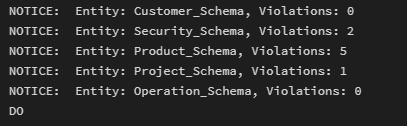 NOTICE:  Entity: Customer_Schema, Violations: 0
NOTICE:  Entity: Security_Schema, Violations: 2
NOTICE:  Entity: Product_Schema, Violations: 5
NOTICE:  Entity: Project_Schema, Violations: 1
NOTICE:  Entity: Operation_Schema, Violations: 0
DO